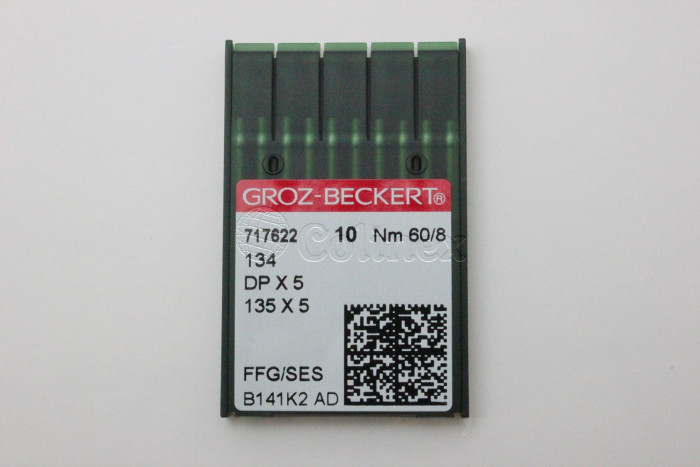 GROZ-BECKERT®
717622 10 Nm 60/8
134
DP X 5
135 X 5
FFG/SES
B141K2 AD